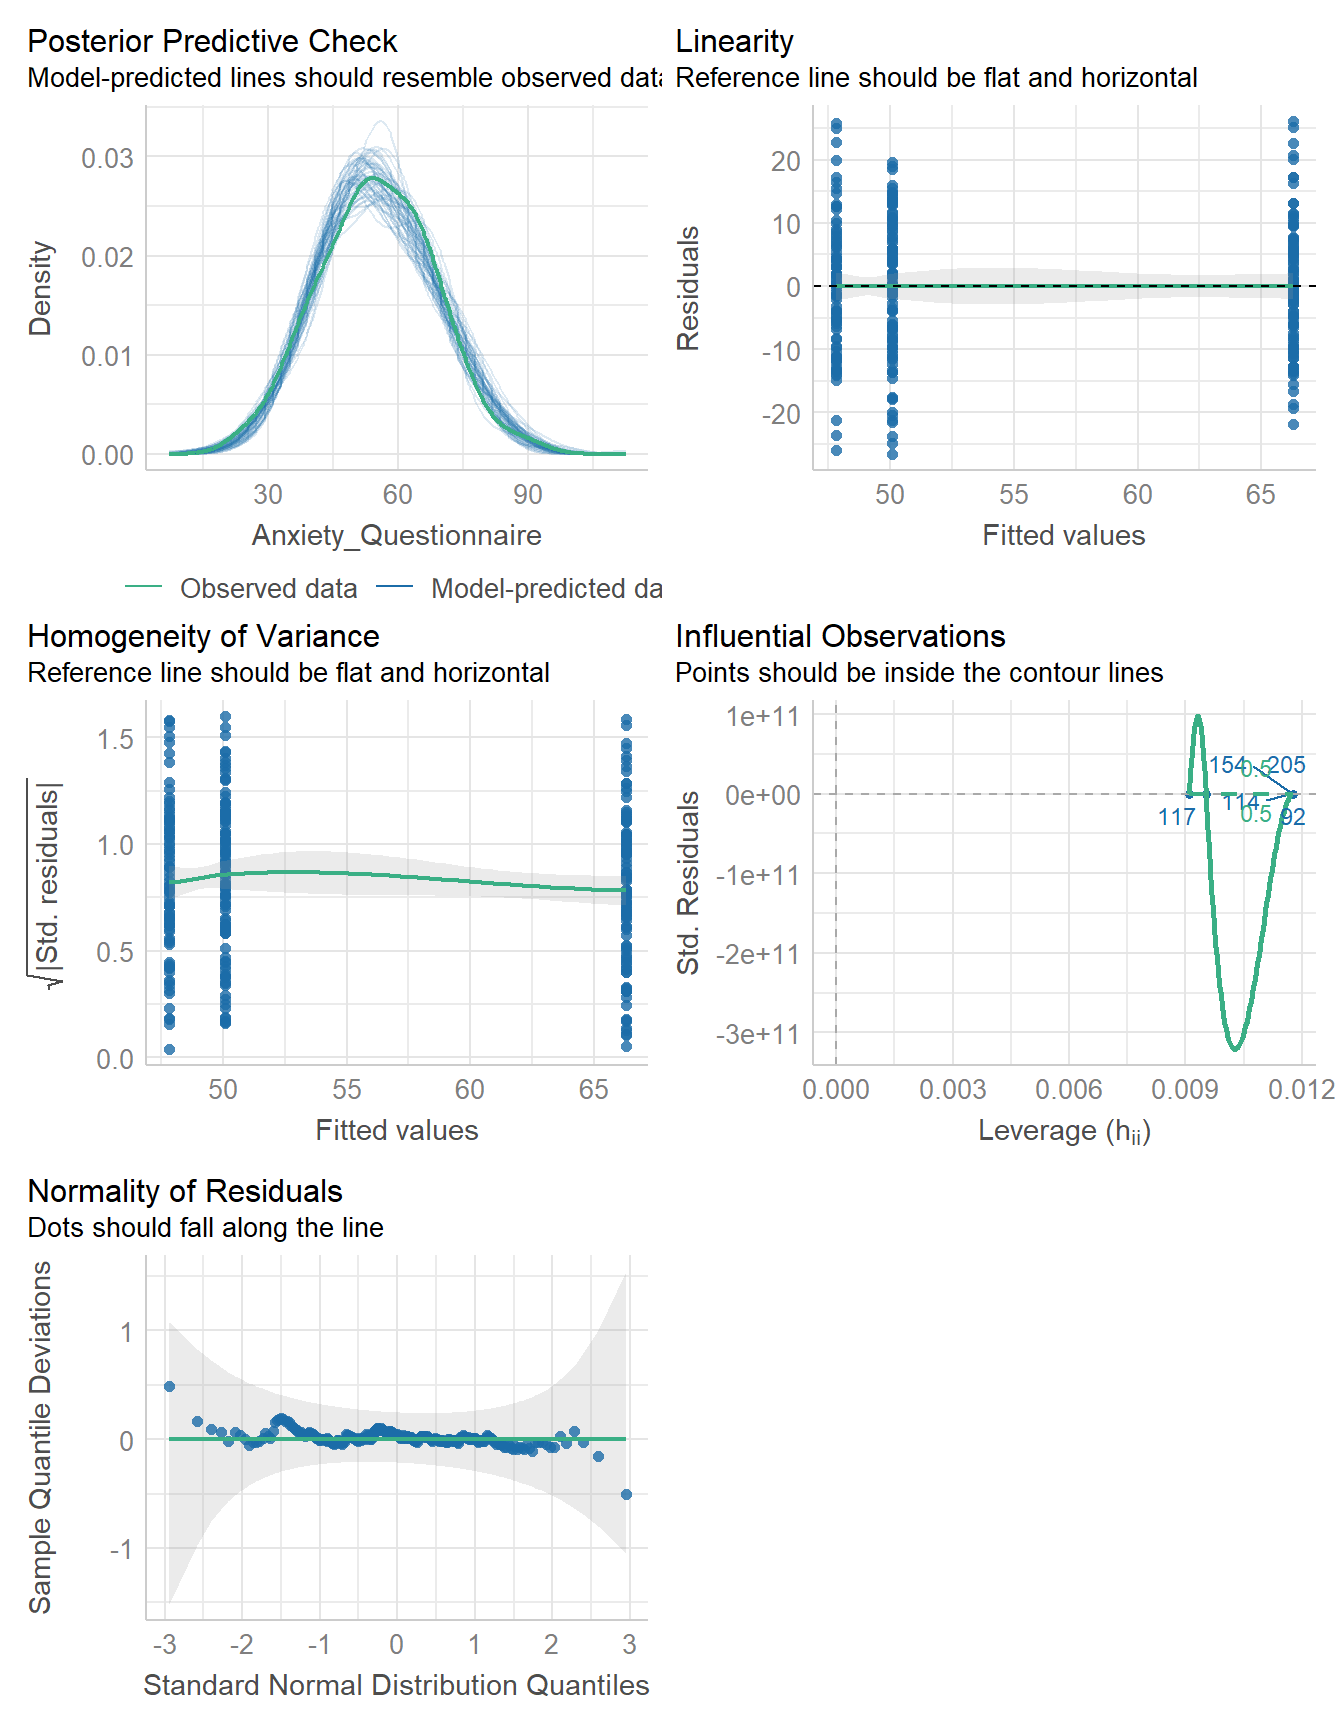 Posterior Predictive Check
Model-predicted lines should resemble observed data
0.03
0.02
0.01
0.00
Density
30 60 90
Anxiety_Questionnaire
Observed data Model-predicted da
Linearity
Reference line should be flat and horizontal
20
10
0
-10
-20
Residuals
50 55 60 65
Fitted values
Homogeneity of Variance
Reference line should be flat and horizontal
1.5
1.0
0.5
0.0
√|Std. residuals|
50 55 60 65
Fitted values
Influential Observations
Points should be inside the contour lines
1e+11
0e+00
-1e+11
-2e+11
-3e+11
Std. Residuals
154 0.5 205
114
117 0.5 92
0.000 0.003 0.006 0.009 0.012
Leverage (hii)
Normality of Residuals
Dots should fall along the line
1
0
-1
Sample Quantile Deviations
-3 -2 -1 0 1 2 3
Standard Normal Distribution Quantiles